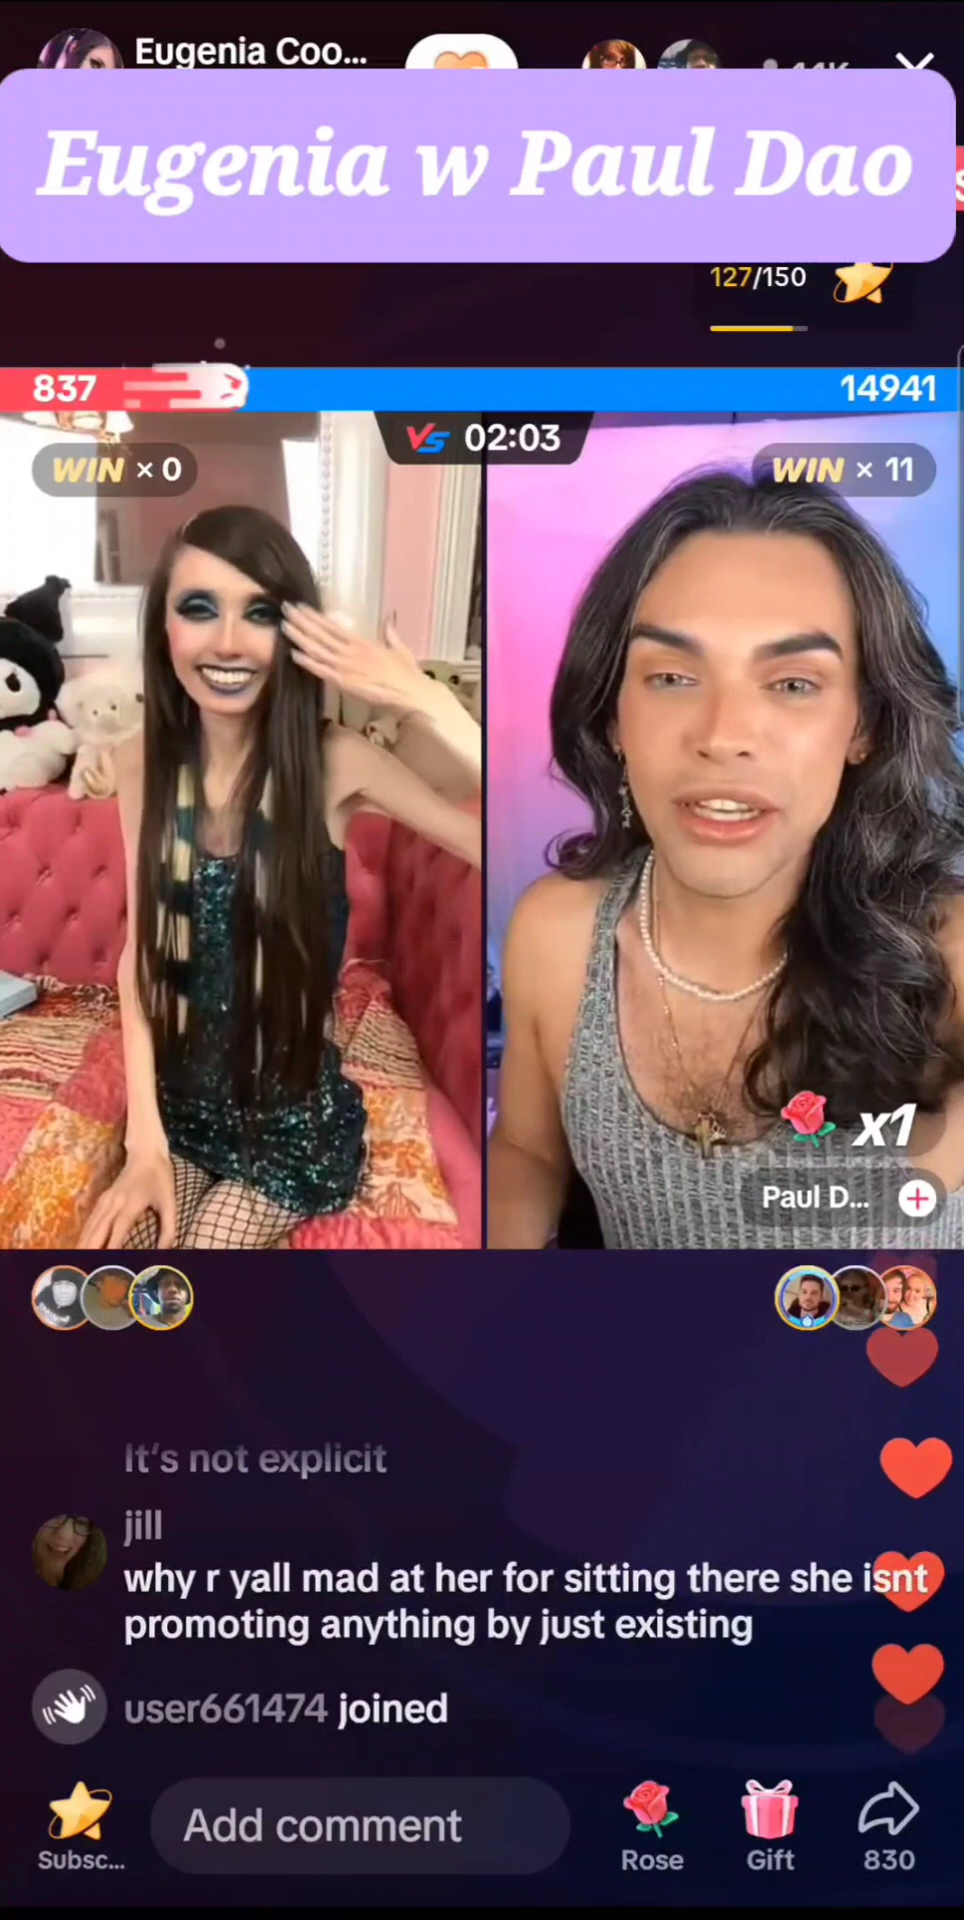 Eugenia Coo...
Eugenia w Paul Dao
127/150
837
14941
VS 02:03
WIN × 0
WIN × 11
x1
Paul D...
It's not explicit
jill
why r yall mad at her for sitting there she isnt
promoting anything by just existing
user661474 joined
Subsc...
Add comment
Rose
Gift
830